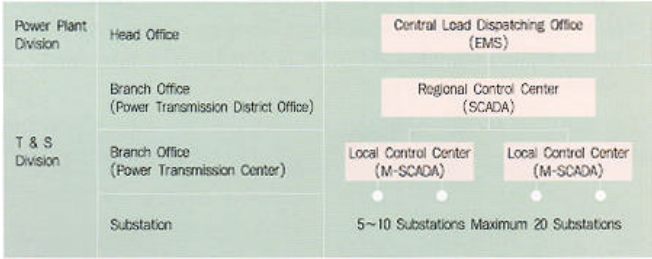 Power Plant
Division
Head Office
Central Load Dispatching Office
(EMS)
T & S
Division
Branch Office
(Power Transmission District Office)
Regional Control Center
(SCADA)
Branch Office
(Power Transmission Center)
Local Control Center
(M-SCADA)
Local Control Center
(M-SCADA)
Substation
5~10 Substations Maximum 20 Substations